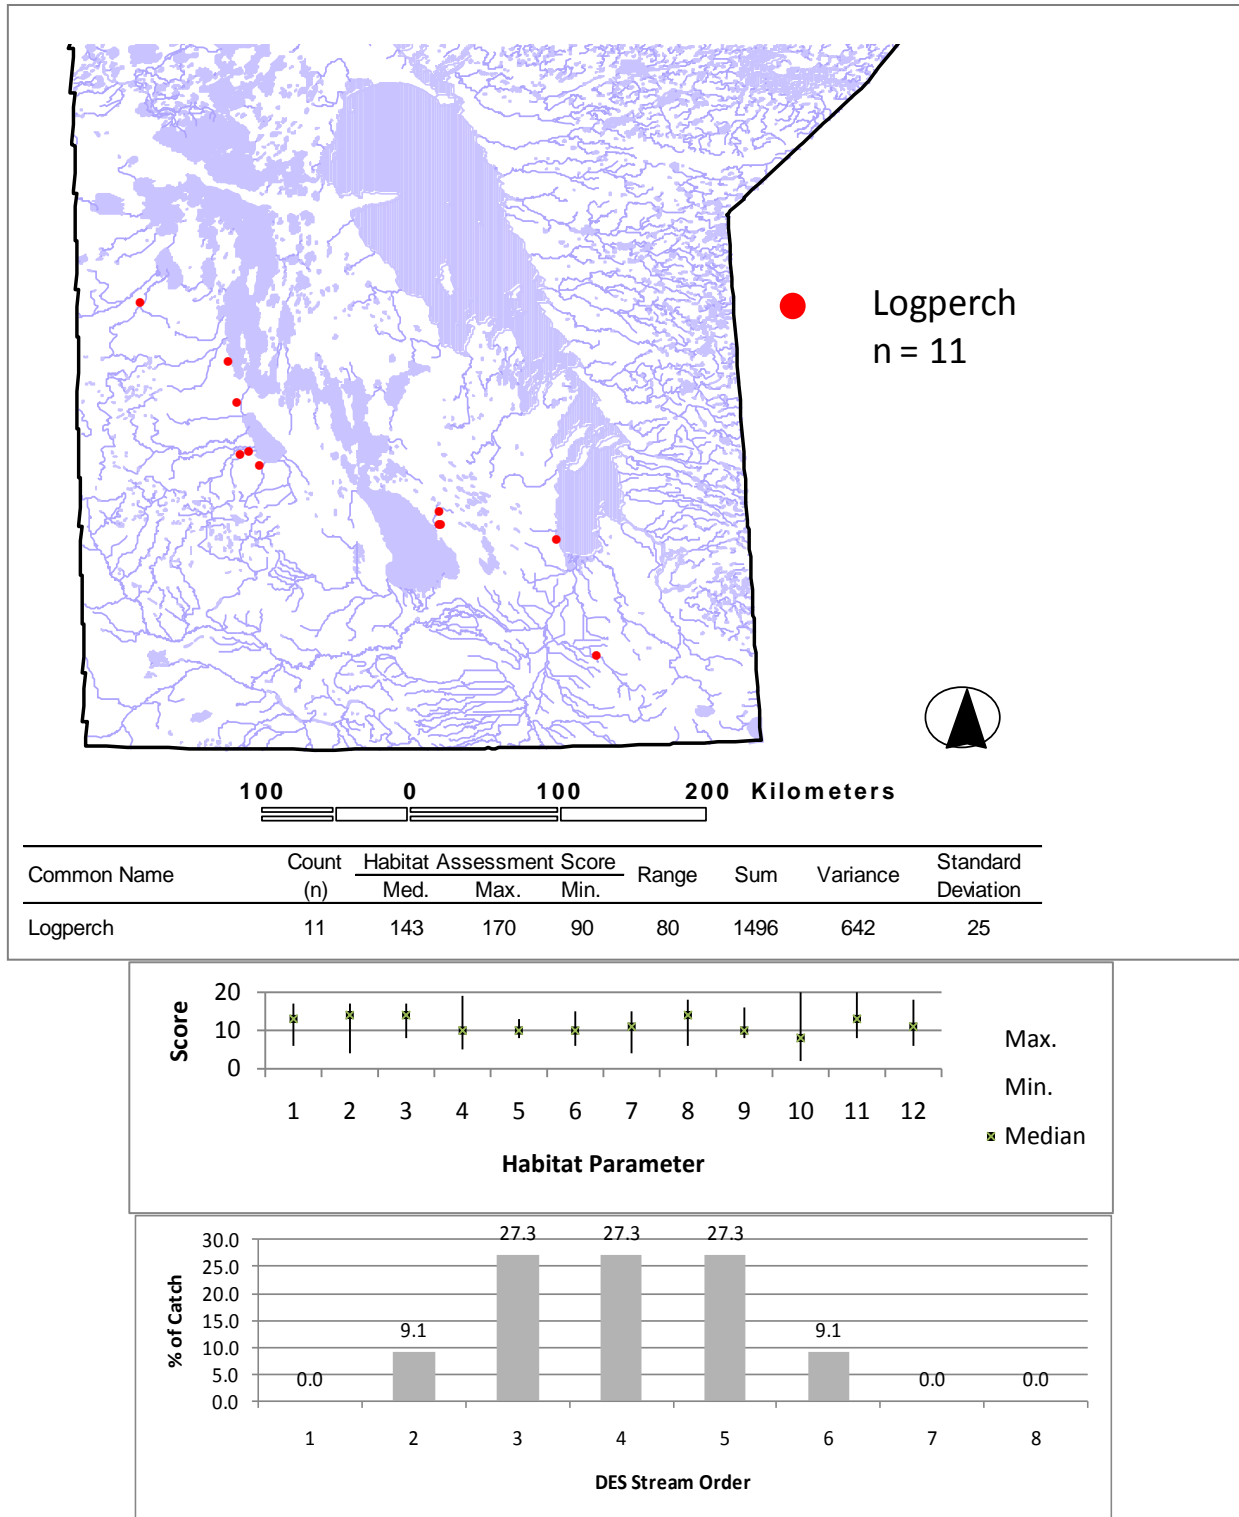 Logperch
n = 11
100 0 100 200 Kilometers
Common Name Count (n) Habitat Assessment Score Range Sum Variance Standard Deviation
Med. Max. Min.
Logperch 11 143 170 90 80 1496 642 25
20
10
0
Score
1 2 3 4 5 6 7 8 9 10 11 12
Habitat Parameter
Max.
Min.
Median
30.0
25.0
20.0
15.0
10.0
5.0
0.0
% of Catch
0.0 9.1 27.3 27.3 27.3 9.1 0.0 0.0
1 2 3 4 5 6 7 8
DES Stream Order